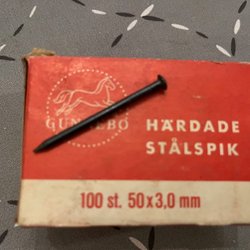 GUNNEBO
HÄRDADE
STÅLSPIK
100 st. 50x3,0 mm